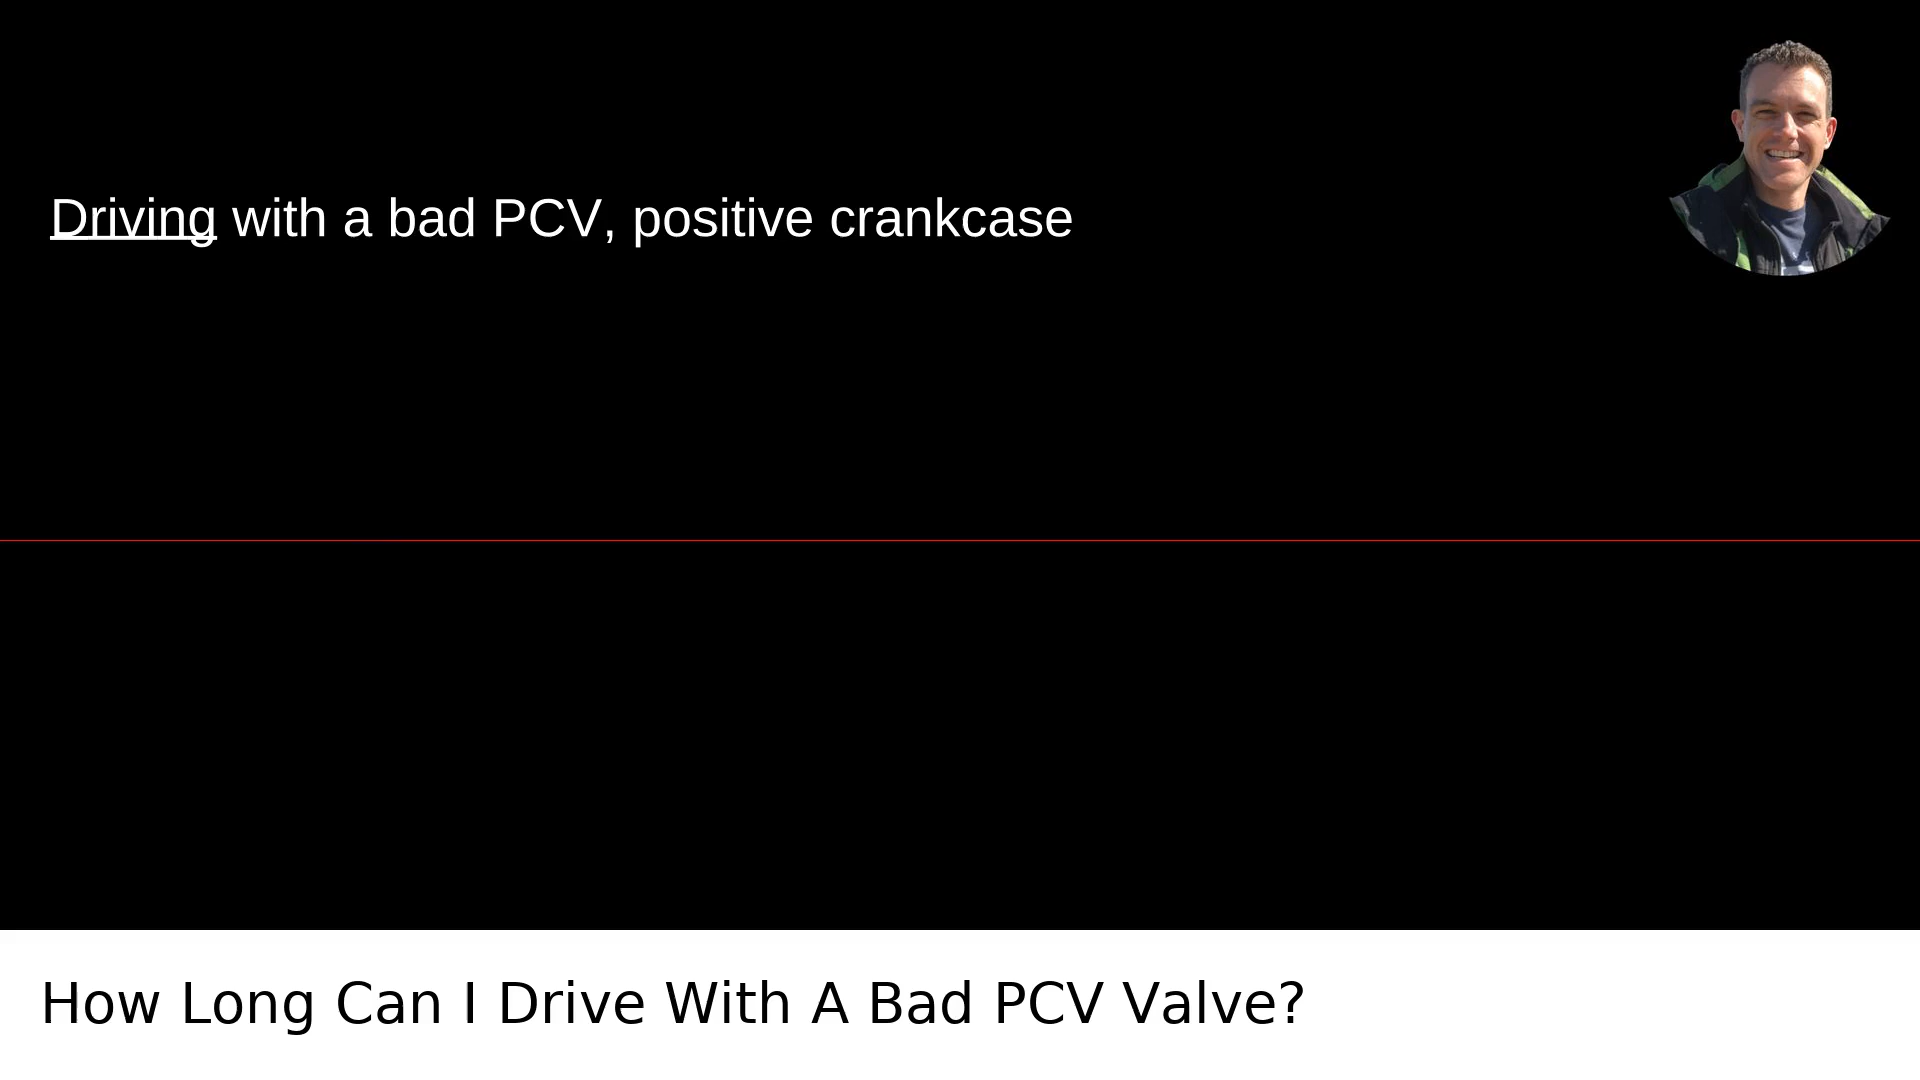 Driving with a bad PCV, positive crankcase
How Long Can I Drive With A Bad PCV Valve?